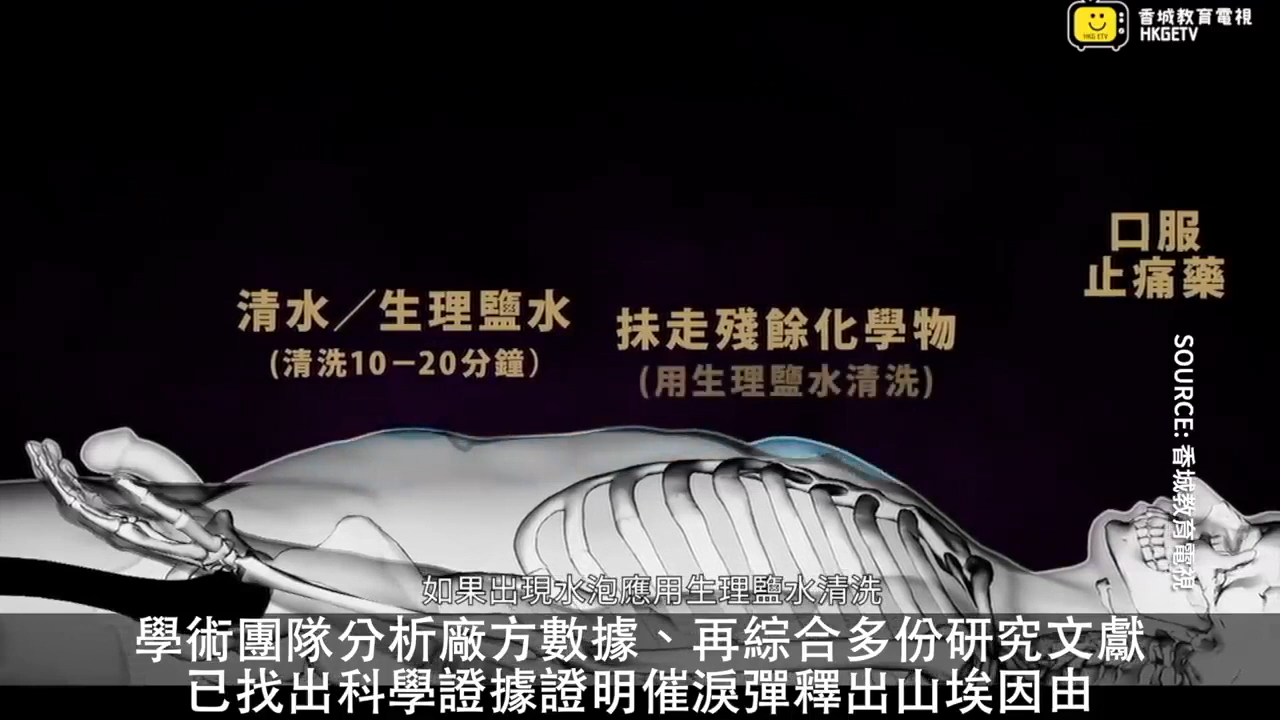 香城教育電視
HKGETV
HKG ETV
口服
止痛藥
清水／生理鹽水
(清洗10－20分鐘)
抹走殘餘化學物
(用生理鹽水清洗)
SOURCE: 香城教育電視
如果出現水泡應用生理鹽水清洗
學術團隊分析廠方數據、再綜合多份研究文獻
已找出科學證據證明催淚彈釋出山埃因由